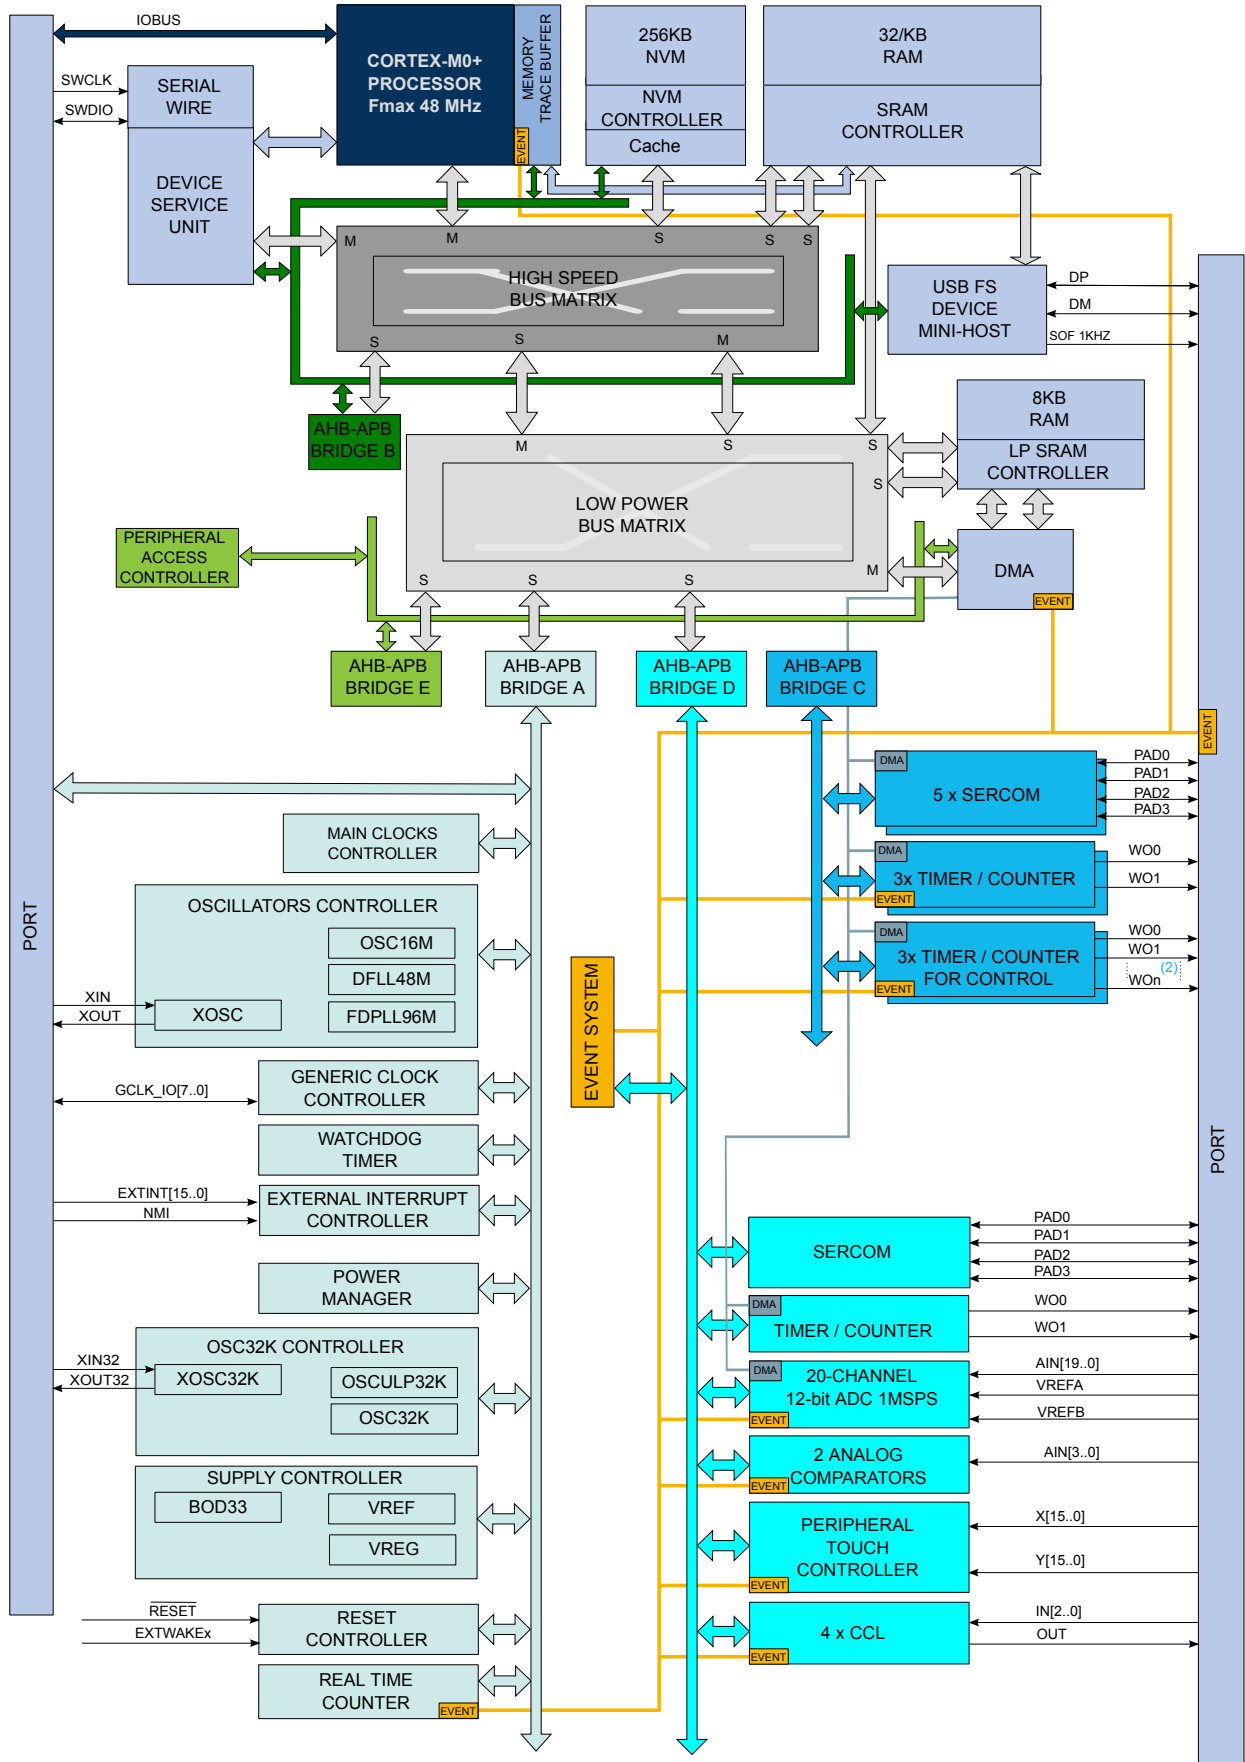 IOBUS
SWCLK
SWDIO
SERIAL
WIRE
DEVICE
SERVICE
UNIT
CORTEX-M0+
PROCESSOR
Fmax 48 MHz
MEMORY
TRACE BUFFER
EVENT
256KB
NVM
NVM
CONTROLLER
Cache
32/KB
RAM
SRAM
CONTROLLER
M
M
S
S
S
HIGH SPEED
BUS MATRIX
S
S
M
USB FS
DEVICE
MINI-HOST
DP
DM
SOF 1KHZ
AHB-APB
BRIDGE B
8KB
RAM
LP SRAM
CONTROLLER
M
S
S
S
LOW POWER
BUS MATRIX
M
S
S
S
PERIPHERAL
ACCESS
CONTROLLER
DMA
EVENT
AHB-APB
BRIDGE E
AHB-APB
BRIDGE A
AHB-APB
BRIDGE D
AHB-APB
BRIDGE C
EVENT
PORT
PORT
DMA
5 x SERCOM
PAD0
PAD1
PAD2
PAD3
DMA
3x TIMER / COUNTER
EVENT
WO0
WO1
DMA
3x TIMER / COUNTER
FOR CONTROL
EVENT
WO0
WO1
(2)
WOn
MAIN CLOCKS
CONTROLLER
OSCILLATORS CONTROLLER
OSC16M
DFLL48M
XOSC
FDPLL96M
XIN
XOUT
EVENT SYSTEM
GCLK_IO[7..0]
GENERIC CLOCK
CONTROLLER
WATCHDOG
TIMER
EXTINT[15..0]
NMI
EXTERNAL INTERRUPT
CONTROLLER
POWER
MANAGER
OSC32K CONTROLLER
XIN32
XOUT32
XOSC32K
OSCULP32K
OSC32K
SUPPLY CONTROLLER
BOD33
VREF
VREG
RESET
EXTWAKEx
RESET
CONTROLLER
REAL TIME
COUNTER
EVENT
SERCOM
PAD0
PAD1
PAD2
PAD3
DMA
TIMER / COUNTER
WO0
WO1
DMA
20-CHANNEL
12-bit ADC 1MSPS
EVENT
AIN[19..0]
VREFA
VREFB
2 ANALOG
COMPARATORS
EVENT
AIN[3..0]
PERIPHERAL
TOUCH
CONTROLLER
EVENT
X[15..0]
Y[15..0]
4 x CCL
EVENT
IN[2..0]
OUT